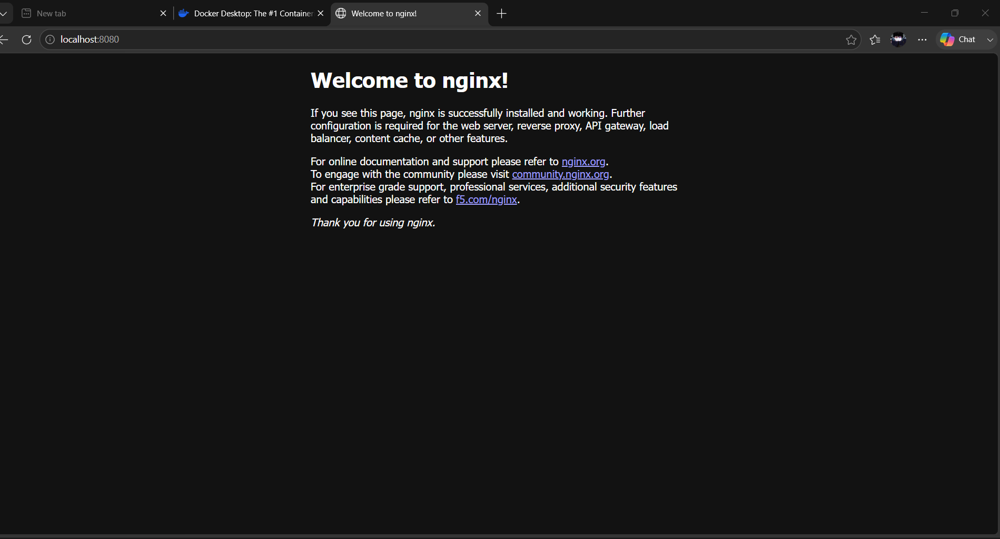 New tab
Docker Desktop: The #1 Container
Welcome to nginx!
localhost:8080
Chat
Welcome to nginx!
If you see this page, nginx is successfully installed and working. Further
configuration is required for the web server, reverse proxy, API gateway, load
balancer, content cache, or other features.
For online documentation and support please refer to nginx.org.
To engage with the community please visit community.nginx.org.
For enterprise grade support, professional services, additional security features
and capabilities please refer to f5.com/nginx.
Thank you for using nginx.